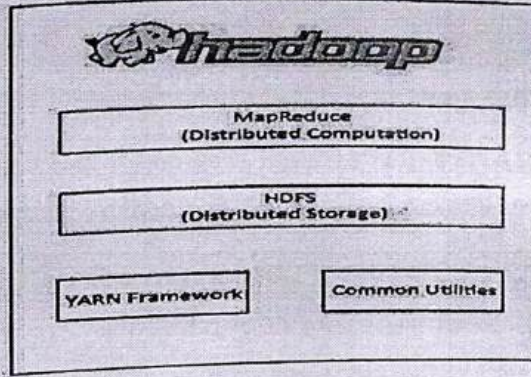 hadoop
MapReduce
(Distributed Computation)
HDFS
(Distributed Storage)
YARN Framework
Common Utilities